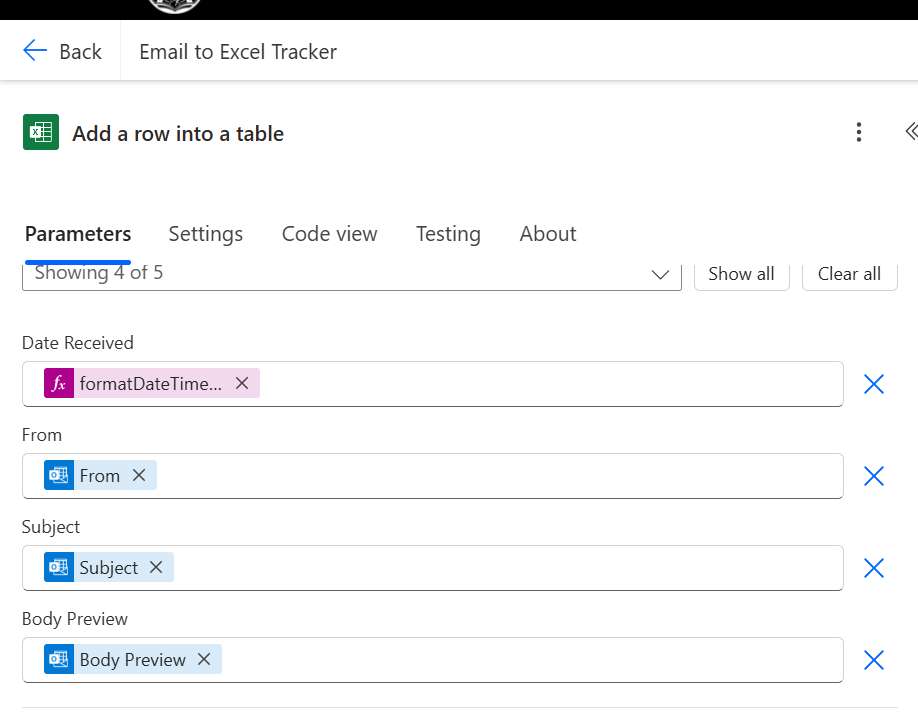 Back
Email to Excel Tracker
Add a row into a table
Parameters Settings Code view Testing About
Showing 4 of 5 Show all Clear all
Date Received
fx formatDateTime...
From
From
Subject
Subject
Body Preview
Body Preview